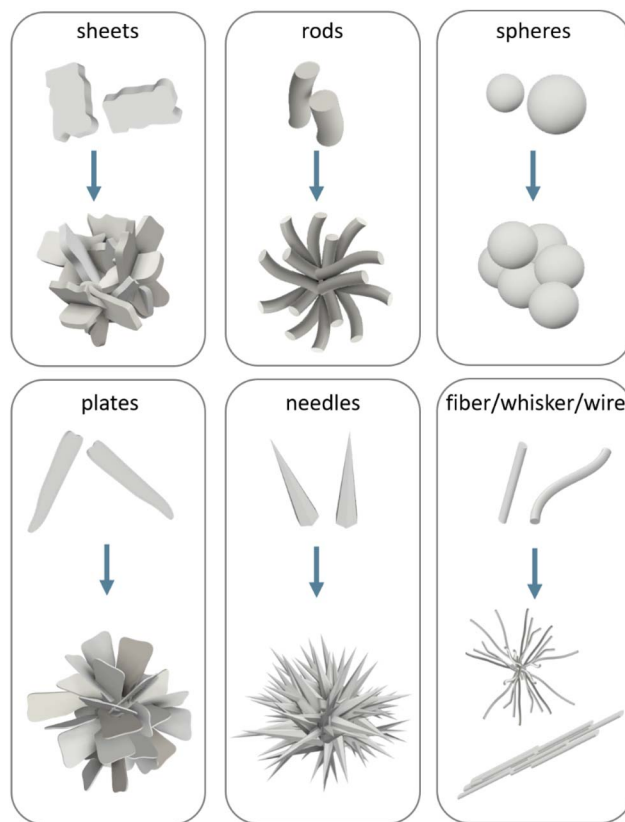 sheets
rods
spheres
plates
needles
fiber/whisker/wire